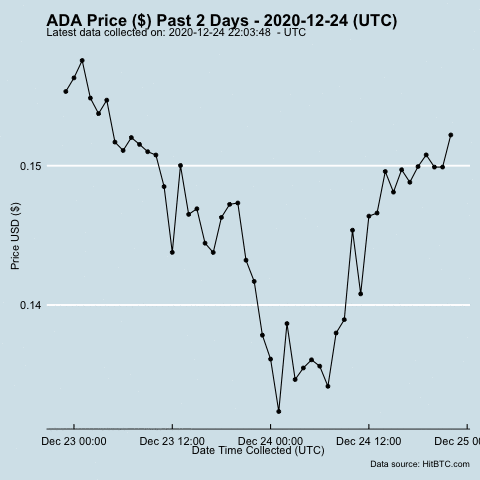 ADA Price ($) Past 2 Days - 2020-12-24 (UTC)
Latest data collected on: 2020-12-24 22:03:48 - UTC
0.15
Price USD ($)
0.14
Dec 23 00:00 Dec 23 12:00 Dec 24 00:00 Dec 24 12:00 Dec 25 0
Date Time Collected (UTC)
Data source: HitBTC.com